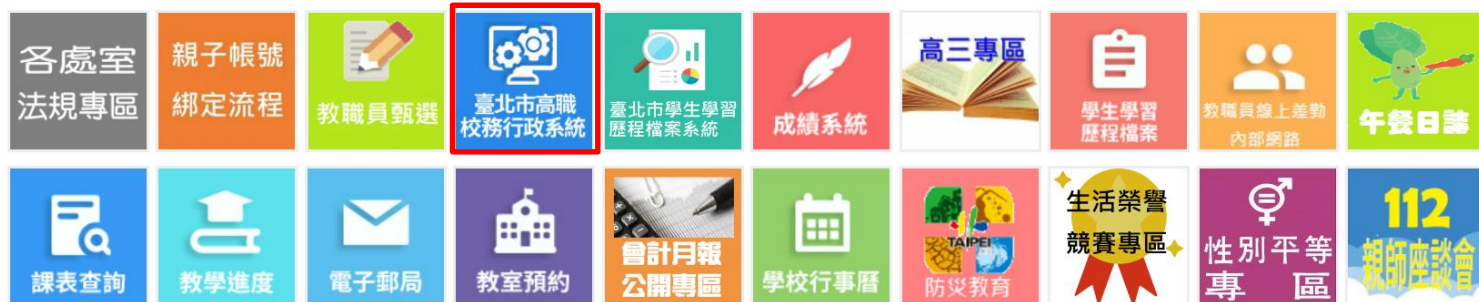 各處室
法規專區
親子帳號
綁定流程
教職員甄選
臺北市高職
校務行政系統
臺北市學生學習
歷程檔案系統
成績系統
高三專區
學生學習
歷程檔案
教職員線上差勤
內部網路
午餐日誌
課表查詢
教學進度
電子郵局
教室預約
會計月報
公開專區
學校行事曆
TAIPEI
防災教育
生活榮譽
競賽專區
性別平等
專區
112
親師座談會